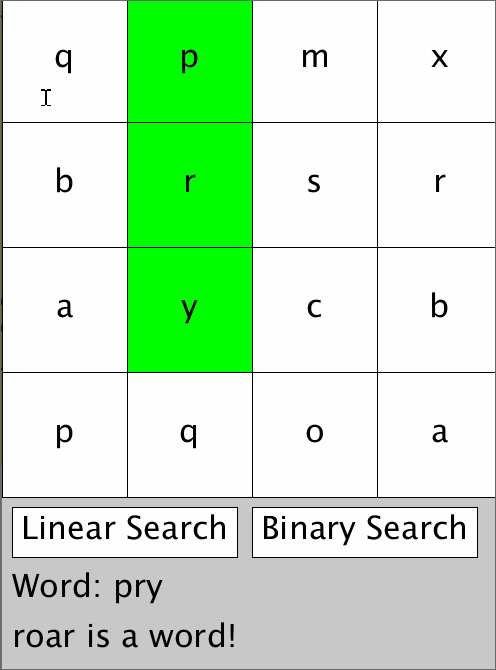 q p m x
b r s r
a y c b
p q o a
Linear Search Binary Search
Word: pry
roar is a word!